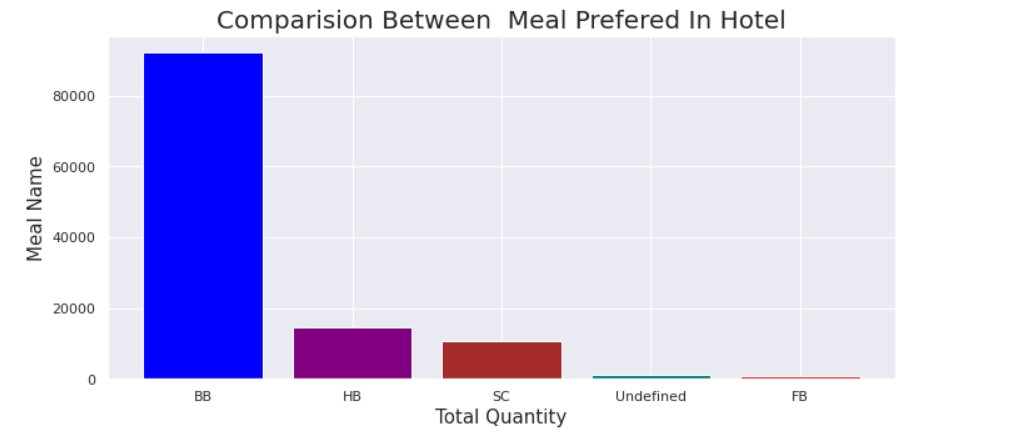 Comparision Between  Meal Prefered In Hotel
Meal Name
80000
60000
40000
20000
0
BB HB SC Undefined FB
Total Quantity